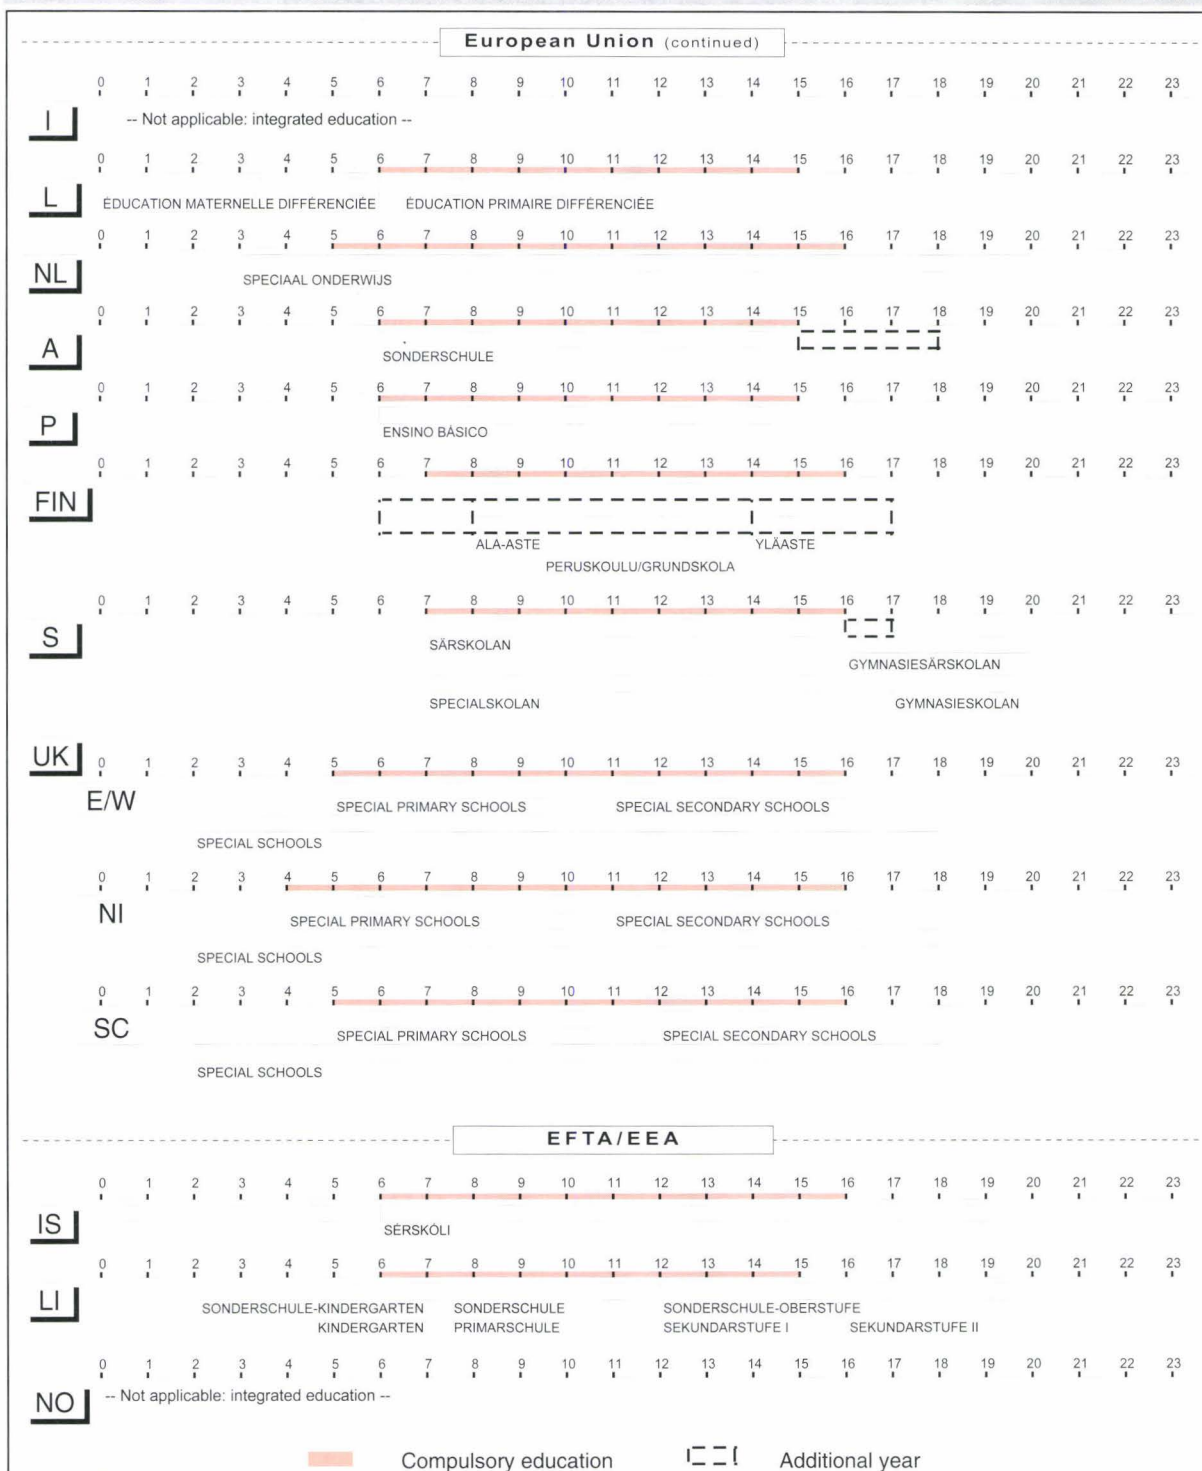 European Union (continued)
0 1 2 3 4 5 6 7 8 9 10 11 12 13 14 15 16 17 18 19 20 21 22 23
I -- Not applicable: integrated education --
0 1 2 3 4 5 6 7 8 9 10 11 12 13 14 15 16 17 18 19 20 21 22 23
L ÉDUCATION MATERNELLE DIFFÉRENCIÉE ÉDUCATION PRIMAIRE DIFFÉRENCIÉE
0 1 2 3 4 5 6 7 8 9 10 11 12 13 14 15 16 17 18 19 20 21 22 23
NL SPECIAAL ONDERWIJS
0 1 2 3 4 5 6 7 8 9 10 11 12 13 14 15 16 17 18 19 20 21 22 23
A SONDERSCHULE
0 1 2 3 4 5 6 7 8 9 10 11 12 13 14 15 16 17 18 19 20 21 22 23
P ENSINO BÁSICO
0 1 2 3 4 5 6 7 8 9 10 11 12 13 14 15 16 17 18 19 20 21 22 23
FIN
ALA-ASTE YLÄASTE
PERUSKOULU/GRUNDSKOLA
0 1 2 3 4 5 6 7 8 9 10 11 12 13 14 15 16 17 18 19 20 21 22 23
S SÄRSKOLAN
GYMNASIESÄRSKOLAN
SPECIALSKOLAN GYMNASIESKOLAN
UK 0 1 2 3 4 5 6 7 8 9 10 11 12 13 14 15 16 17 18 19 20 21 22 23
E/W SPECIAL PRIMARY SCHOOLS SPECIAL SECONDARY SCHOOLS
SPECIAL SCHOOLS
0 1 2 3 4 5 6 7 8 9 10 11 12 13 14 15 16 17 18 19 20 21 22 23
NI SPECIAL PRIMARY SCHOOLS SPECIAL SECONDARY SCHOOLS
SPECIAL SCHOOLS
0 1 2 3 4 5 6 7 8 9 10 11 12 13 14 15 16 17 18 19 20 21 22 23
SC SPECIAL PRIMARY SCHOOLS SPECIAL SECONDARY SCHOOLS
SPECIAL SCHOOLS
EFTA/EEA
0 1 2 3 4 5 6 7 8 9 10 11 12 13 14 15 16 17 18 19 20 21 22 23
IS SÉRSKÓLI
0 1 2 3 4 5 6 7 8 9 10 11 12 13 14 15 16 17 18 19 20 21 22 23
LI SONDERSCHULE-KINDERGARTEN SONDERSCHULE SONDERSCHULE-OBERSTUFE
KINDERGARTEN PRIMARSCHULE SEKUNDARSTUFE I SEKUNDARSTUFE II
0 1 2 3 4 5 6 7 8 9 10 11 12 13 14 15 16 17 18 19 20 21 22 23
NO -- Not applicable: integrated education --
Compulsory education Additional year